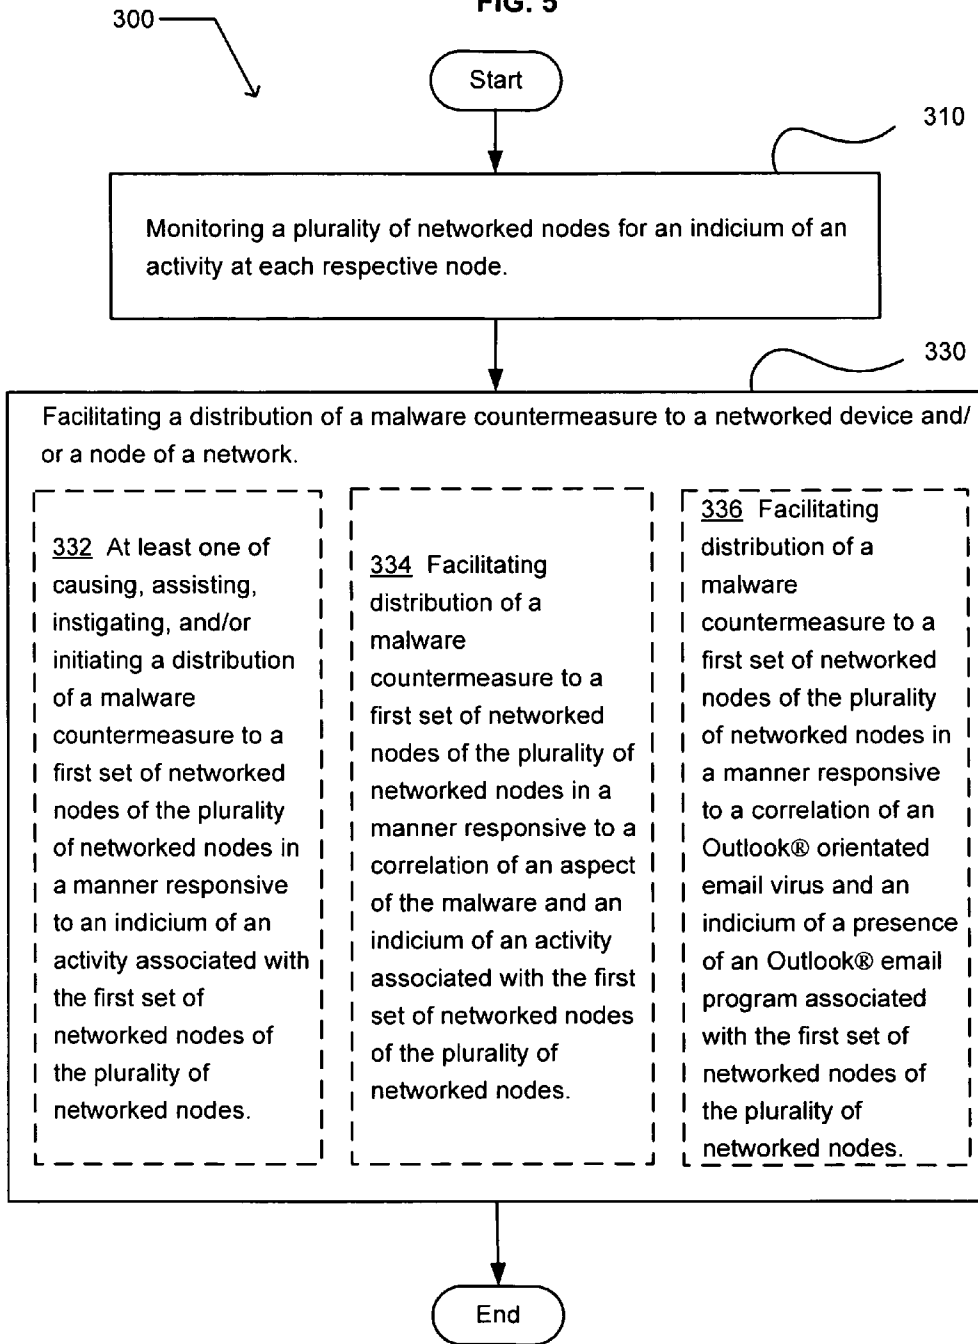 FIG. 5
300
Start
310
Monitoring a plurality of networked nodes for an indicium of an
activity at each respective node.
330
Facilitating a distribution of a malware countermeasure to a networked device and/
or a node of a network.
332 At least one of
causing, assisting,
instigating, and/or
initiating a distribution
of a malware
countermeasure to a
first set of networked
nodes of the plurality
of networked nodes in
a manner responsive
to an indicium of an
activity associated with
the first set of
networked nodes of
the plurality of
networked nodes.
334 Facilitating
distribution of a
malware
countermeasure to a
first set of networked
nodes of the plurality of
networked nodes in a
manner responsive to a
correlation of an aspect
of the malware and an
indicium of an activity
associated with the first
set of networked nodes
of the plurality of
networked nodes.
336 Facilitating
distribution of a
malware
countermeasure to a
first set of networked
nodes of the plurality
of networked nodes in
a manner responsive
to a correlation of an
Outlook® orientated
email virus and an
indicium of a presence
of an Outlook® email
program associated
with the first set of
networked nodes of
the plurality of
networked nodes.
End